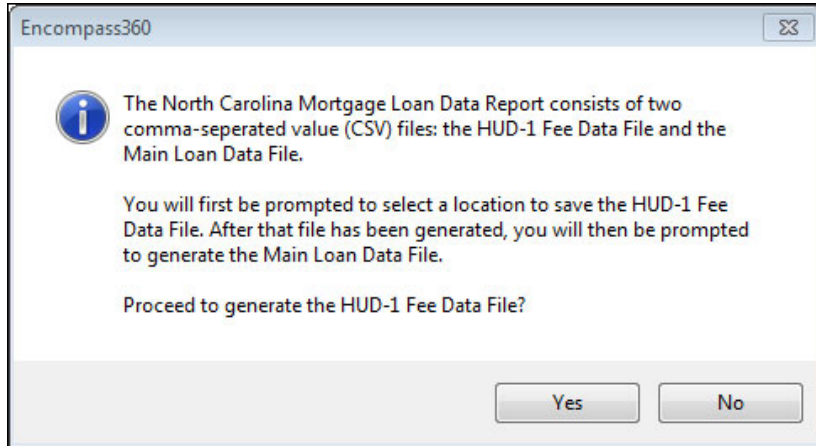 Encompass360
The North Carolina Mortgage Loan Data Report consists of two
comma-seperated value (CSV) files: the HUD-1 Fee Data File and the
Main Loan Data File.
You will first be prompted to select a location to save the HUD-1 Fee
Data File. After that file has been generated, you will then be prompted
to generate the Main Loan Data File.
Proceed to generate the HUD-1 Fee Data File?
Yes No